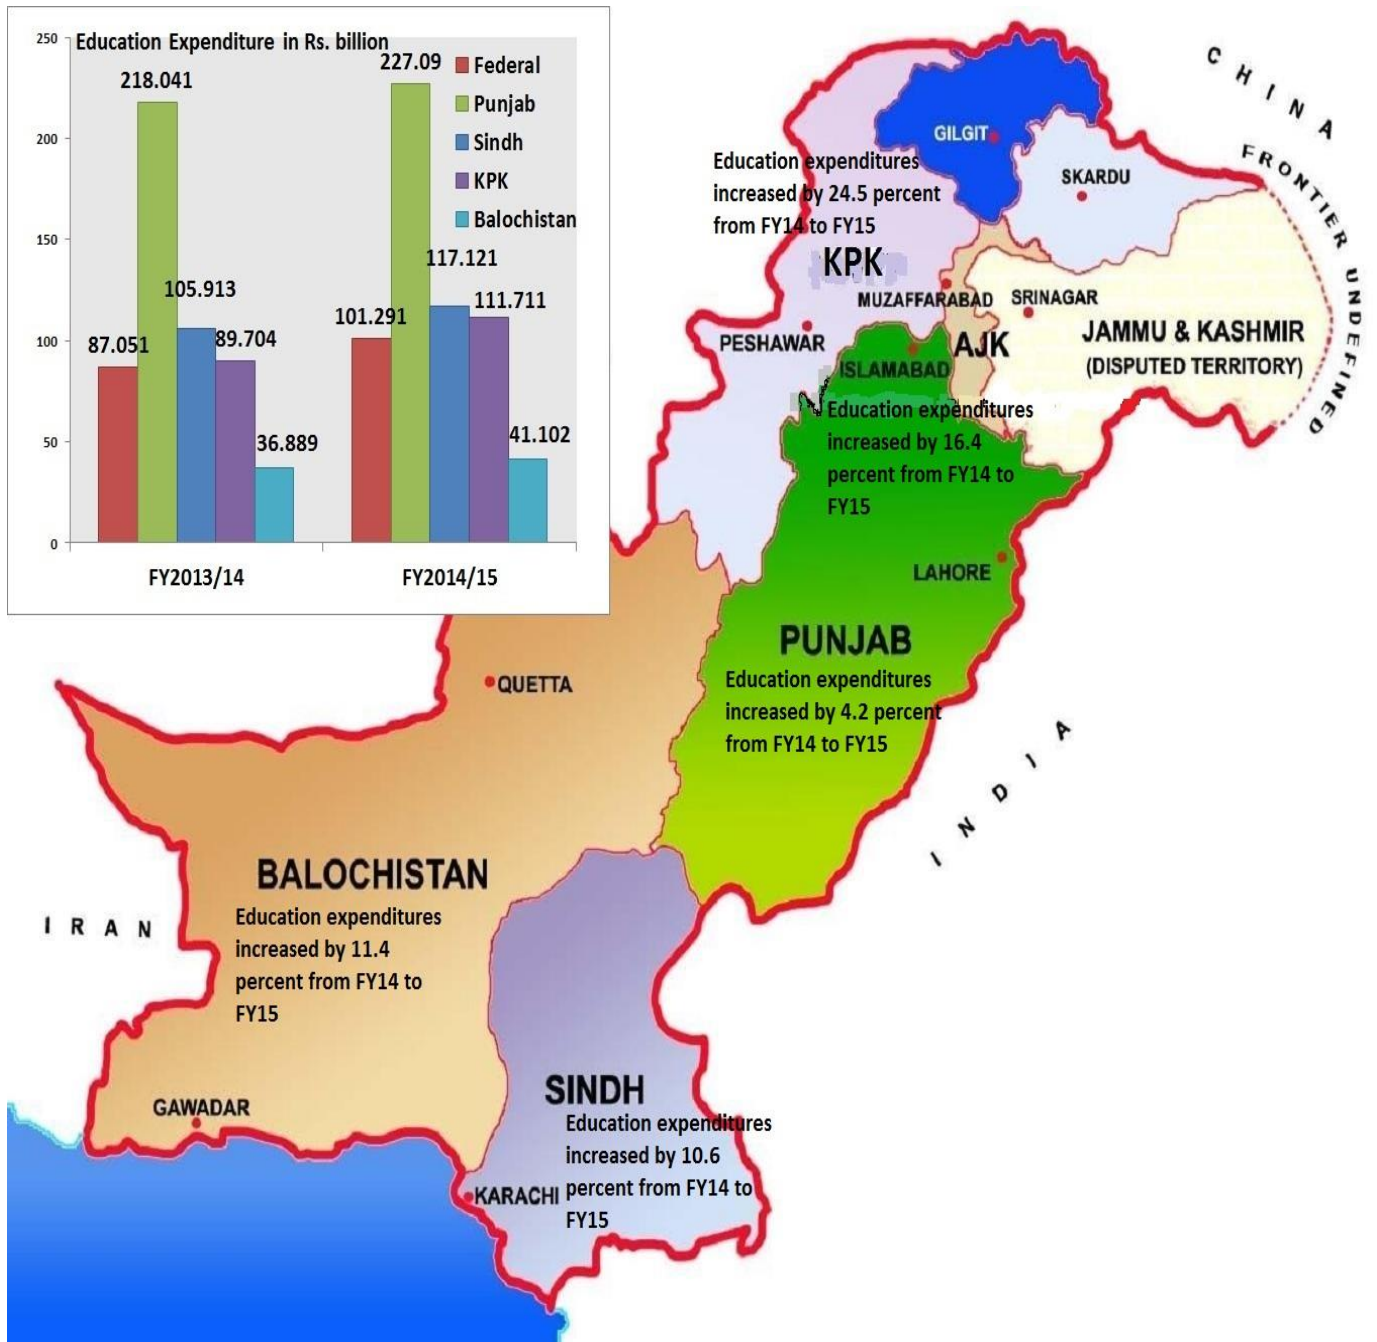 Education Expenditure in Rs. billion
250
200
150
100
50
0
218.041
87.051
105.913
89.704
36.889
227.09
101.291
117.121
111.711
41.102
Federal
Punjab
Sindh
KPK
Balochistan
FY2013/14
FY2014/15
CHINA
FRONTIER UNDEFINED
GILGIT
SKARDU
Education expenditures
increased by 24.5 percent
from FY14 to FY15
KPK
MUZAFFARABAD
SRINAGAR
PESHAWAR
AJK
JAMMU & KASHMIR
(DISPUTED TERRITORY)
ISLAMABAD
Education expenditures
increased by 16.4
percent from FY14 to
FY15
LAHORE
PUNJAB
Education expenditures
increased by 4.2 percent
from FY14 to FY15
QUETTA
INDIA
BALOCHISTAN
Education expenditures
increased by 11.4
percent from FY14 to
FY15
IRAN
GAWADAR
SINDH
Education expenditures
increased by 10.6
percent from FY14 to
FY15
KARACHI